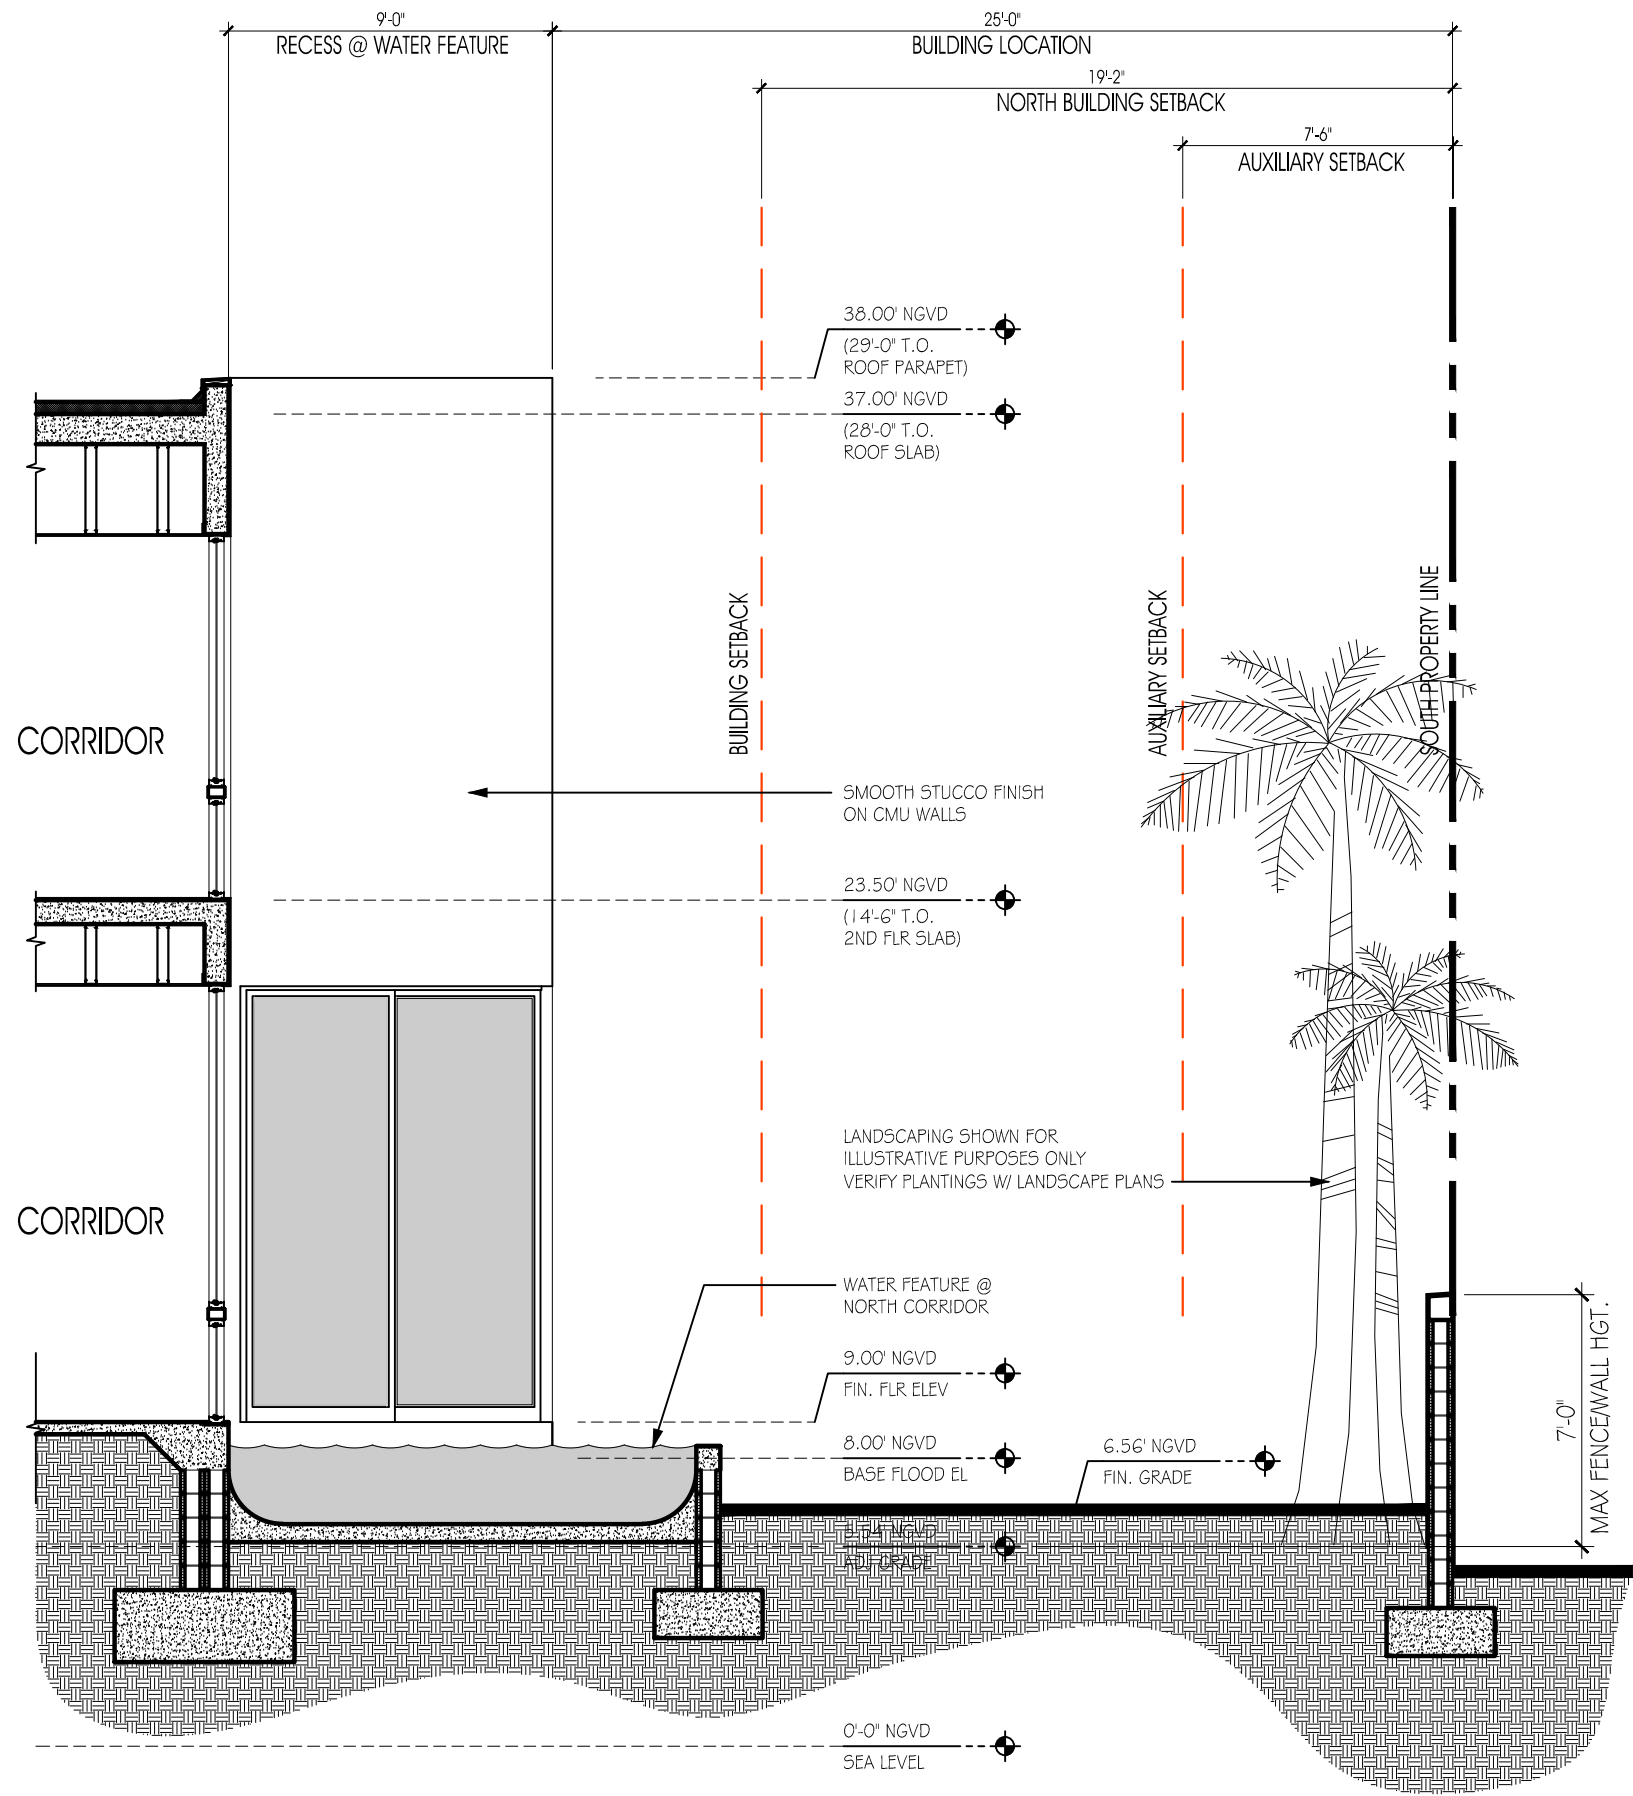 9'-0"
RECESS @ WATER FEATURE
25'-0"
BUILDING LOCATION
19'-2"
NORTH BUILDING SETBACK
7'-6"
AUXILIARY SETBACK
38.00' NGVD
(29'-0" T.O.
ROOF PARAPET)
37.00' NGVD
(28'-0" T.O.
ROOF SLAB)
BUILDING SETBACK
AUXILIARY SETBACK
SOUTH PROPERTY LINE
CORRIDOR
SMOOTH STUCCO FINISH
ON CMU WALLS
23.50' NGVD
(14'-6" T.O.
2ND FLR SLAB)
LANDSCAPING SHOWN FOR
ILLUSTRATIVE PURPOSES ONLY
VERIFY PLANTINGS W/ LANDSCAPE PLANS
CORRIDOR
WATER FEATURE @
NORTH CORRIDOR
9.00' NGVD
FIN. FLR ELEV
8.00' NGVD
BASE FLOOD EL
6.56' NGVD
FIN. GRADE
7'-0"
MAX FENCE/WALL HGT.
5.54' NGVD
ADJ GRADE
0'-0" NGVD
SEA LEVEL